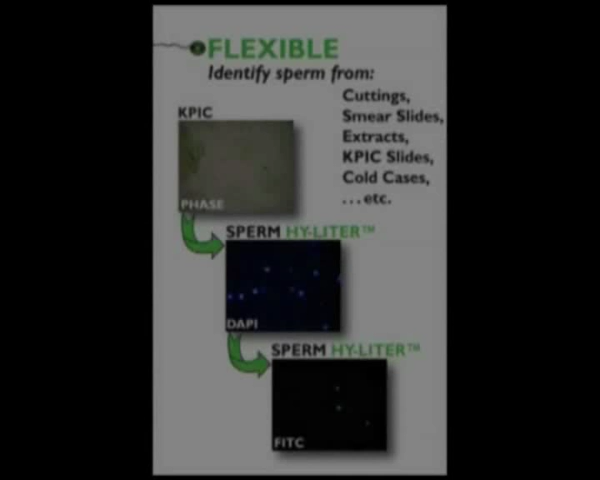 FLEXIBLE
Identify sperm from:
Cuttings,
Smear Slides,
Extracts,
KPIC Slides,
Cold Cases,
...etc.
KPIC
PHASE
SPERM HY-LITER™
DAPI
SPERM HY-LITER™
FITC